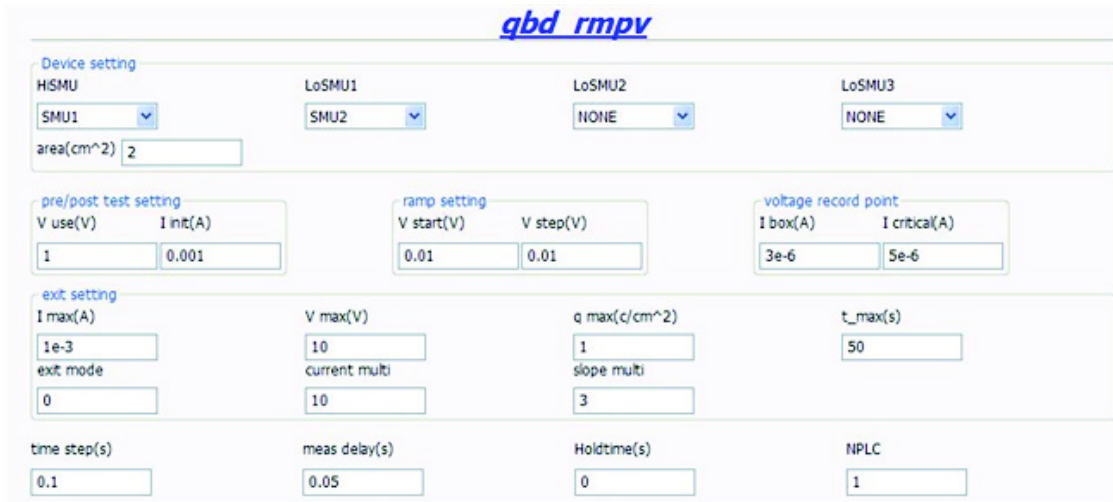 qbd_rmpv
Device setting
HiSMU LoSMU1 LoSMU2 LoSMU3
SMU1 SMU2 NONE NONE
area(cm^2) 2
pre/post test setting ramp setting voltage record point
V use(V) I init(A) V start(V) V step(V) I box(A) I critical(A)
1 0.001 0.01 0.01 3e-6 5e-6
exit setting
I max(A) V max(V) q max(c/cm^2) t_max(s)
1e-3 10 1 50
exit mode current multi slope multi
0 10 3
time step(s) meas delay(s) Holdtime(s) NPLC
0.1 0.05 0 1